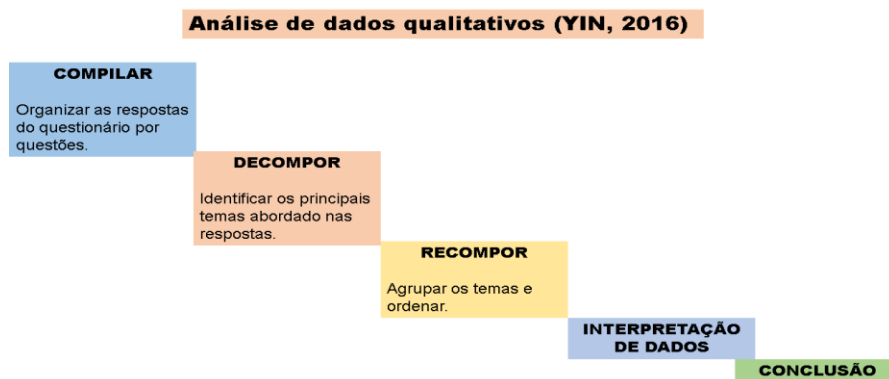 Análise de dados qualitativos (YIN, 2016)
COMPILAR
Organizar as respostas
do questionário por
questões.
DECOMPOR
Identificar os principais
temas abordado nas
respostas.
RECOMPOR
Agrupar os temas e
ordenar.
INTERPRETAÇÃO
DE DADOS
CONCLUSÃO